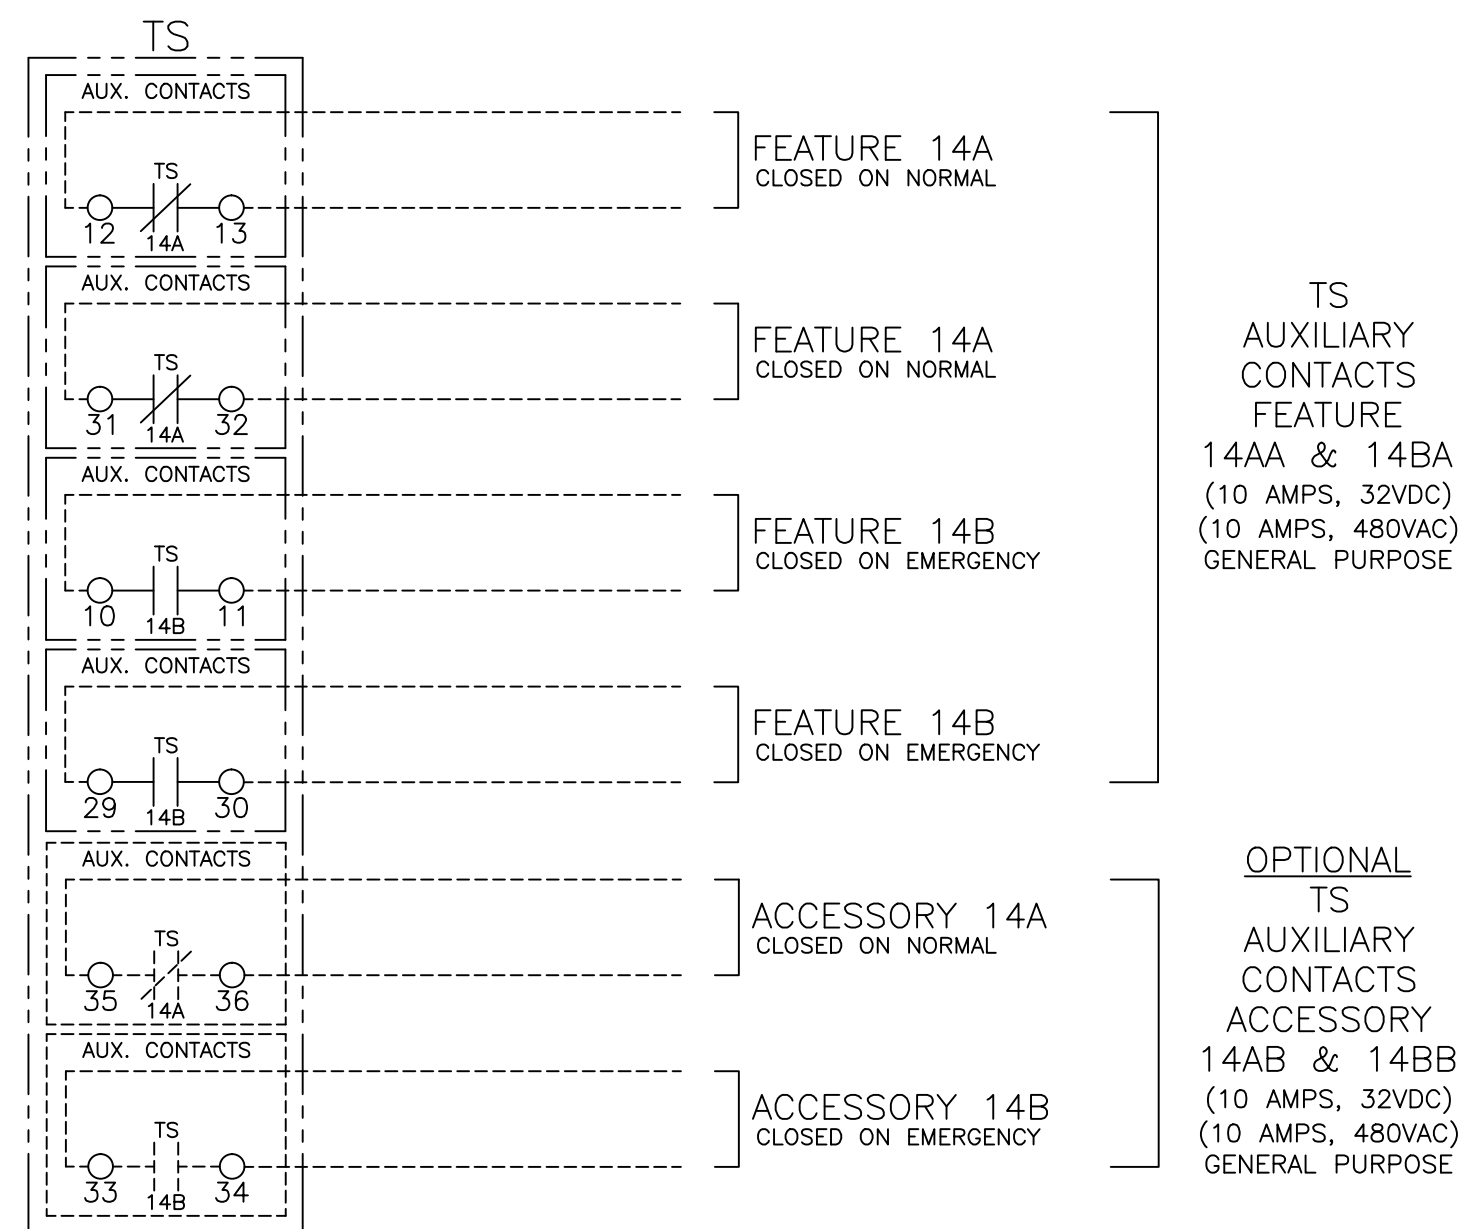 TS
AUX. CONTACTS
TS
12
14A
13
FEATURE 14A
CLOSED ON NORMAL
AUX. CONTACTS
TS
31
14A
32
FEATURE 14A
CLOSED ON NORMAL
AUX. CONTACTS
TS
10
14B
11
FEATURE 14B
CLOSED ON EMERGENCY
AUX. CONTACTS
TS
29
14B
30
FEATURE 14B
CLOSED ON EMERGENCY
TS
AUXILIARY
CONTACTS
FEATURE
14AA & 14BA
(10 AMPS, 32VDC)
(10 AMPS, 480VAC)
GENERAL PURPOSE
AUX. CONTACTS
TS
35
14A
36
ACCESSORY 14A
CLOSED ON NORMAL
AUX. CONTACTS
TS
33
14B
34
ACCESSORY 14B
CLOSED ON EMERGENCY
OPTIONAL
TS
AUXILIARY
CONTACTS
ACCESSORY
14AB & 14BB
(10 AMPS, 32VDC)
(10 AMPS, 480VAC)
GENERAL PURPOSE